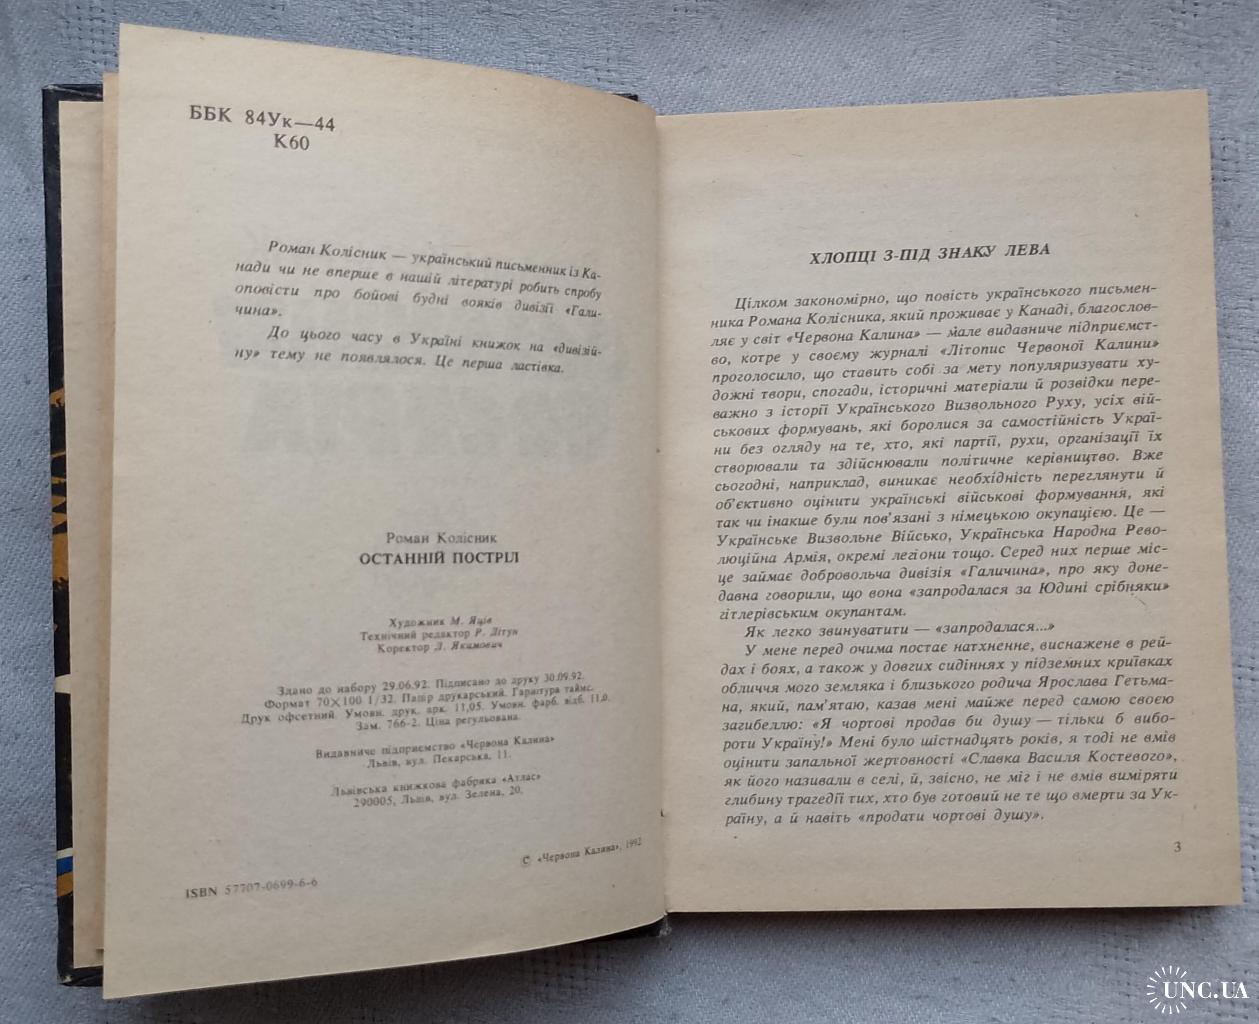 ББК 84Ук—44
К60
Роман Колісник — український письменник із Ка-
нади чи не вперше в нашій літературі робить спробу
оповісти про бойові будні вояків дивізії «Гали-
чина».
До цього часу в Україні книжок на «дивізій-
ну» тему не появлялося. Це перша ластівка.
Роман Колісник
ОСТАННІЙ ПОСТРІЛ
Художник М. Яців
Технічний редактор Р. Літун
Коректор Л. Якимович
Здано до набору 29.06.92. Підписано до друку 30.09.92.
Формат 70×100 1/32. Папір друкарський. Гарнітура таймс.
Друк офсетний. Умовн. друк. арк. 11,05. Умовн. фарб. відб. 11,0.
Зам. 766-2. Ціна регульована.
Видавниче підприємство «Червона Калина»
Львів, вул. Пекарська, 11.
Львівська книжкова фабрика «Атлас»
290005, Львів, вул. Зелена, 20.
© «Червона Калина», 1992
ISBN 57707-0699-6-6
ХЛОПЦІ З-ПІД ЗНАКУ ЛЕВА
Цілком закономірно, що повість українського письмен-
ника Романа Колісника, який проживає у Канаді, благослов-
ляє у світ «Червона Калина» — мале видавниче підприємст-
во, котре у своєму журналі «Літопис Червоної Калини»
проголосило, що ставить собі за мету популяризувати ху-
дожні твори, спогади, історичні матеріали й розвідки пере-
важно з історії Українського Визвольного Руху, усіх вій-
ськових формувань, які боролися за самостійність Украї-
ни без огляду на те, хто, які партії, рухи, організації їх
створювали та здійснювали політичне керівництво. Вже
сьогодні, наприклад, виникає необхідність переглянути й
об'єктивно оцінити українські військові формування, які
так чи інакше були пов'язані з німецькою окупацією. Це —
Українське Визвольне Військо, Українська Народна Рево-
люційна Армія, окремі легіони тощо. Серед них перше міс-
це займає добровольча дивізія «Галичина», про яку доне-
давна говорили, що вона «запродалася за Юдині срібняки»
гітлерівським окупантам.
Як легко звинуватити — «запродалася...»
У мене перед очима постає натхненне, виснажене в рей-
дах і боях, а також у довгих сидіннях у підземних криївках
обличчя мого земляка і близького родича Ярослава Гетьма-
на, який, пам'ятаю, казав мені майже перед самою своєю
загибеллю: «Я чортові продав би душу — тільки б вибо-
роти Україну!» Мені було шістнадцять років, я тоді не вмів
оцінити запальної жертовності «Славка Василя Костевого»,
як його називали в селі, й, звісно, не міг і не вмів виміряти
глибину трагедії тих, хто був готовий не те що вмерти за Ук-
раїну, а й навіть «продати чортові душу».
3
UNC.UA